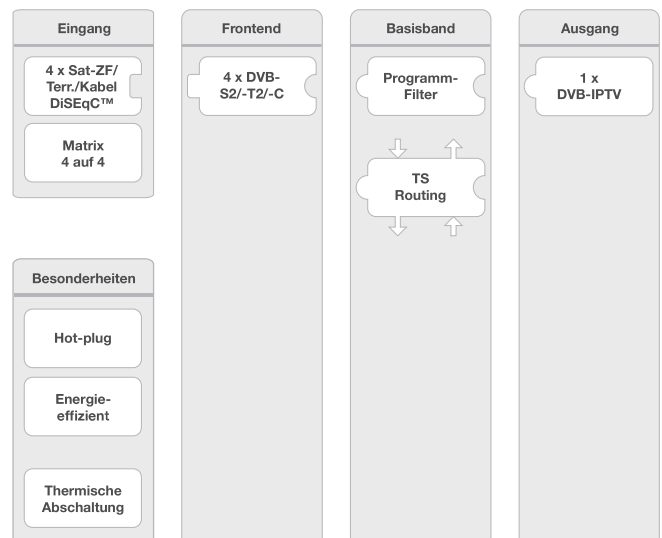 Eingang
4 x Sat-ZF/
Terr./Kabel
DiSEqC™
Matrix
4 auf 4
Besonderheiten
Hot-plug
Energie-
effizient
Thermische
Abschaltung
Frontend
4 x DVB-
S2/-T2/-C
Basisband
Programm-
Filter
TS
Routing
Ausgang
1 x
DVB-IPTV